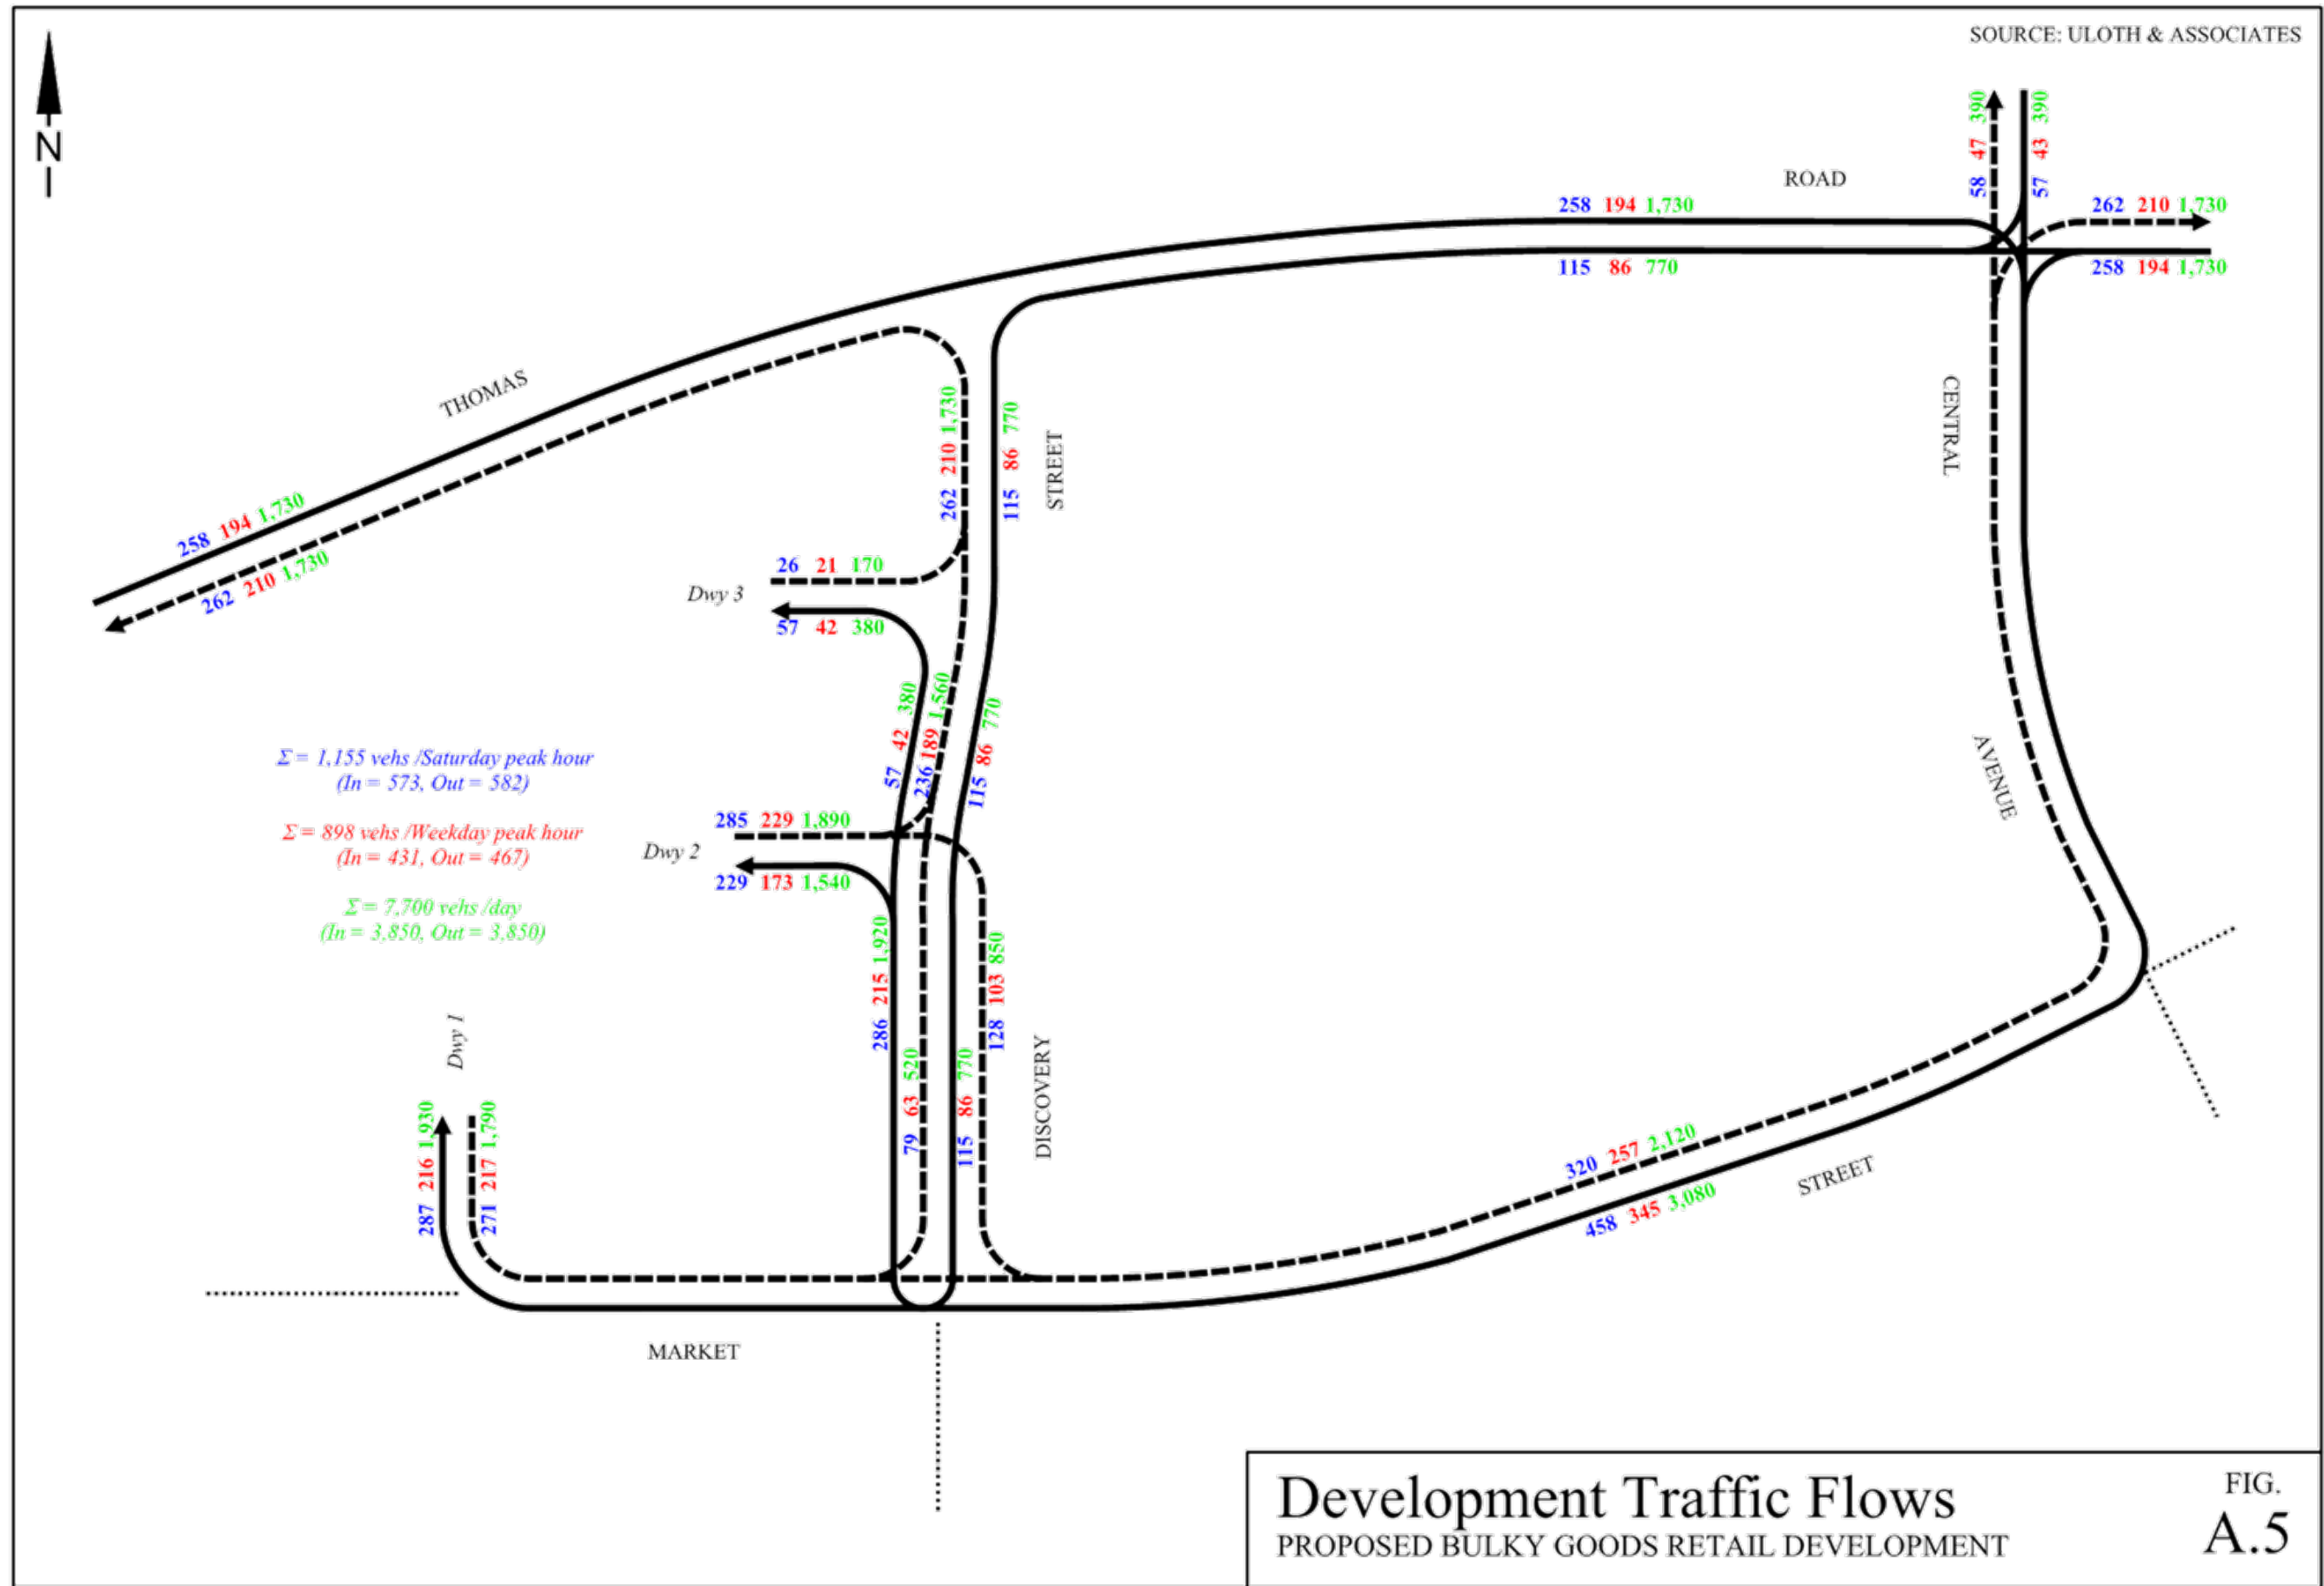 SOURCE: ULOTH & ASSOCIATES
N
ROAD
58 47 390
57 43 390
258 194 1,730
115 86 770
262 210 1,730
258 194 1,730
THOMAS
258 194 1,730
262 210 1,730
262 210 1,730
115 86 770
STREET
CENTRAL
AVENUE
26 21 170
Dwy 3
57 42 380
57 42 380
236 189 1,560
115 86 770
Σ = 1,155 vehs /Saturday peak hour
(In = 573, Out = 582)
Σ = 898 vehs /Weekday peak hour
(In = 431, Out = 467)
Σ = 7,700 vehs /day
(In = 3,850, Out = 3,850)
285 229 1,890
Dwy 2
229 173 1,540
286 215 1,920
79 63 520
115 86 770
128 103 850
DISCOVERY
Dwy 1
287 216 1,930
271 217 1,790
320 257 2,120
458 345 3,080
STREET
MARKET
Development Traffic Flows
PROPOSED BULKY GOODS RETAIL DEVELOPMENT
FIG.
A.5